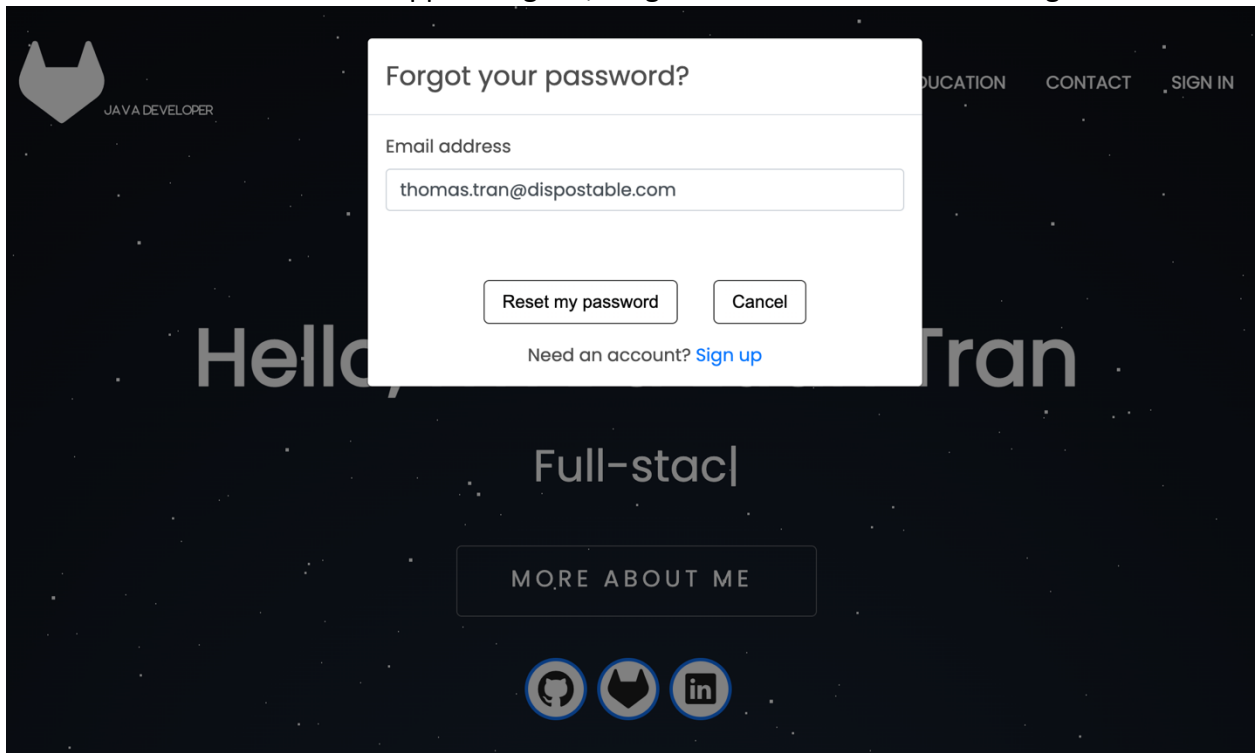 JAVA DEVELOPER
Forgot your password?
CONTACT
SIGN IN
Email address
thomas.tran@dispostable.com
Reset my password
Cancel
Need an account? Sign up
Tran
Full-stac|
MORE ABOUT ME
in